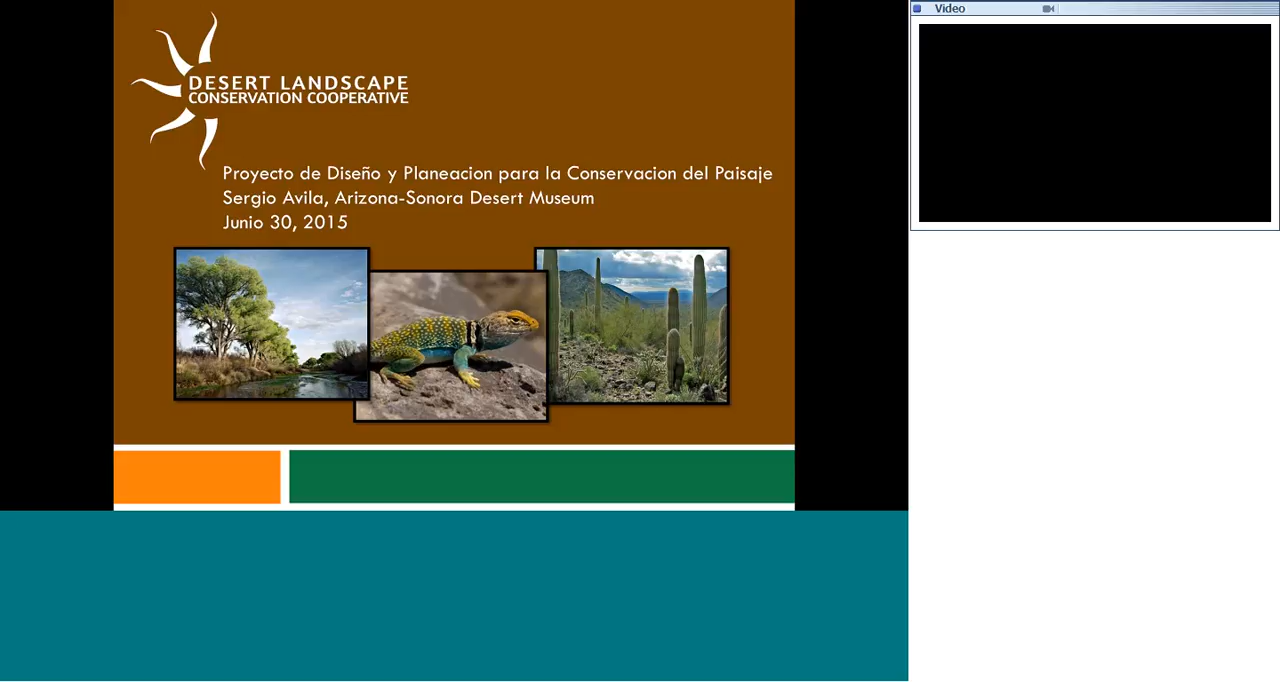 DESERT LANDSCAPE
CONSERVATION COOPERATIVE
Proyecto de Diseño y Planeacion para la Conservacion del Paisaje
Sergio Avila, Arizona-Sonora Desert Museum
Junio 30, 2015
Video